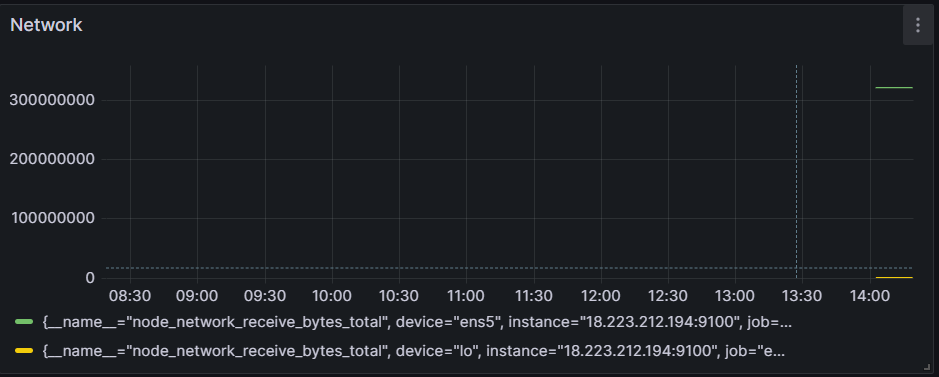 Network
300000000
200000000
100000000
0
08:30 09:00 09:30 10:00 10:30 11:00 11:30 12:00 12:30 13:00 13:30 14:00
{__name__="node_network_receive_bytes_total", device="ens5", instance="18.223.212.194:9100", job=...
{__name__="node_network_receive_bytes_total", device="lo", instance="18.223.212.194:9100", job="e...